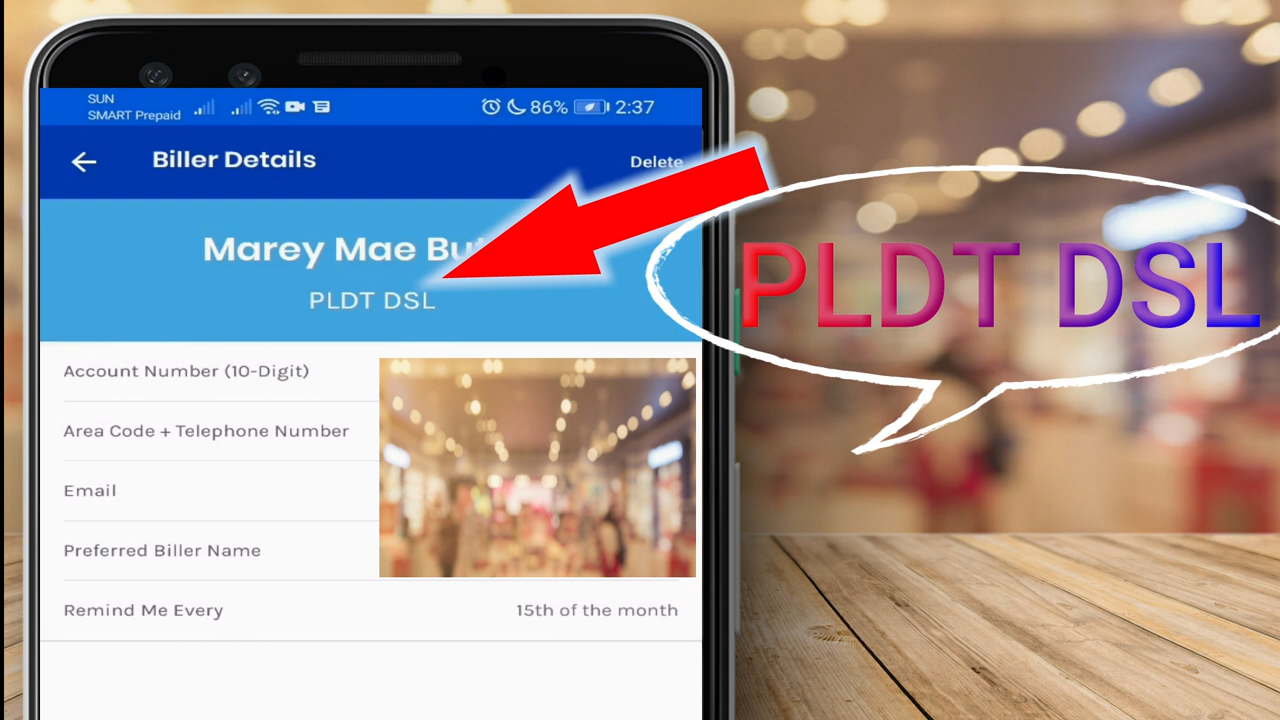 SUN
SMART Prepaid
86% 2:37
Biller Details
Delete
Marey Mae
PLDT DSL
PLDT DSL
Account Number (10-Digit)
Area Code + Telephone Number
Email
Preferred Biller Name
Remind Me Every
15th of the month